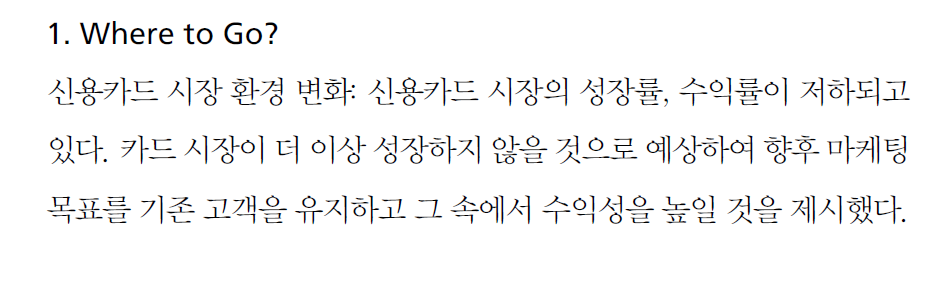 1. Where to Go?
신용카드 시장 환경 변화: 신용카드 시장의 성장률, 수익률이 저하되고
있다. 카드 시장이 더 이상 성장하지 않을 것으로 예상하여 향후 마케팅
목표를 기존 고객을 유지하고 그 속에서 수익성을 높일 것을 제시했다.